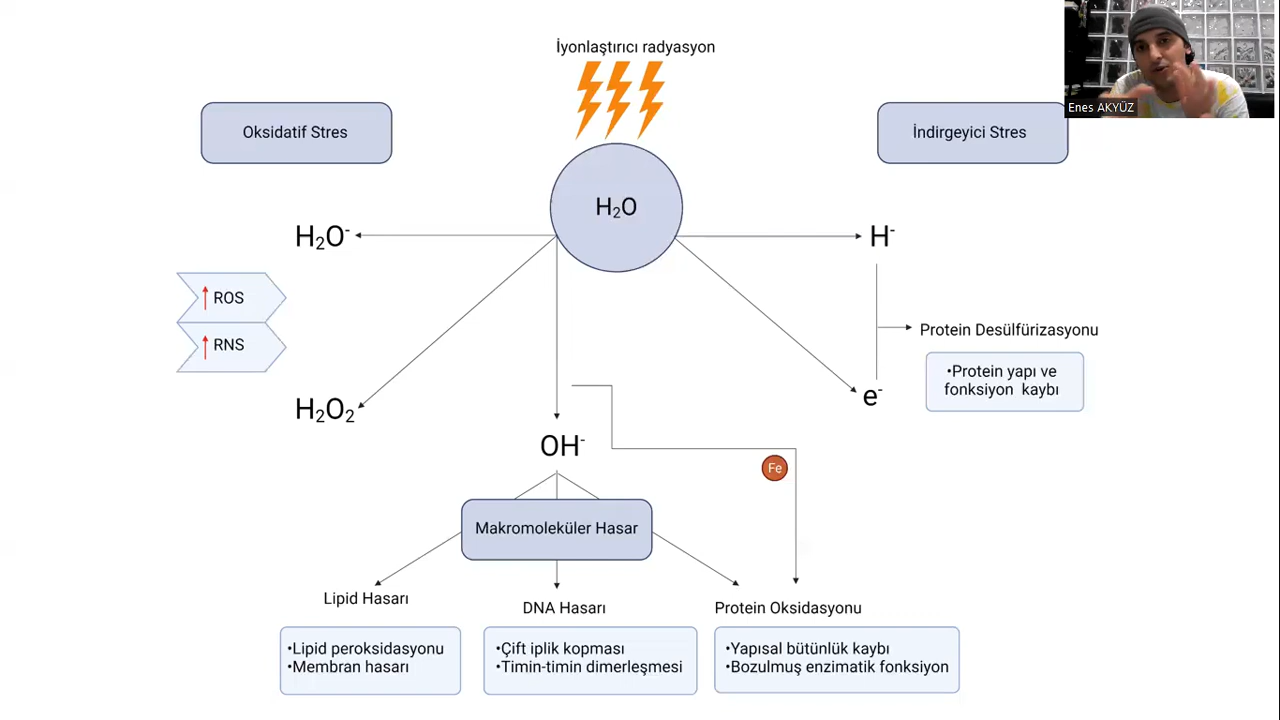 İyonlaştırıcı radyasyon
Enes AKYÜZ
Oksidatif Stres
İndirgeyici Stres
H₂O
H₂O⁻
H⁻
ROS
RNS
Protein Desülfürizasyonu
•Protein yapı ve
fonksiyon kaybı
H₂O₂
e⁻
OH⁻
Fe
Makromoleküler Hasar
Lipid Hasarı
DNA Hasarı
Protein Oksidasyonu
•Lipid peroksidasyonu
•Membran hasarı
•Çift iplik kopması
•Timin-timin dimerleşmesi
•Yapısal bütünlük kaybı
•Bozulmuş enzimatik fonksiyon